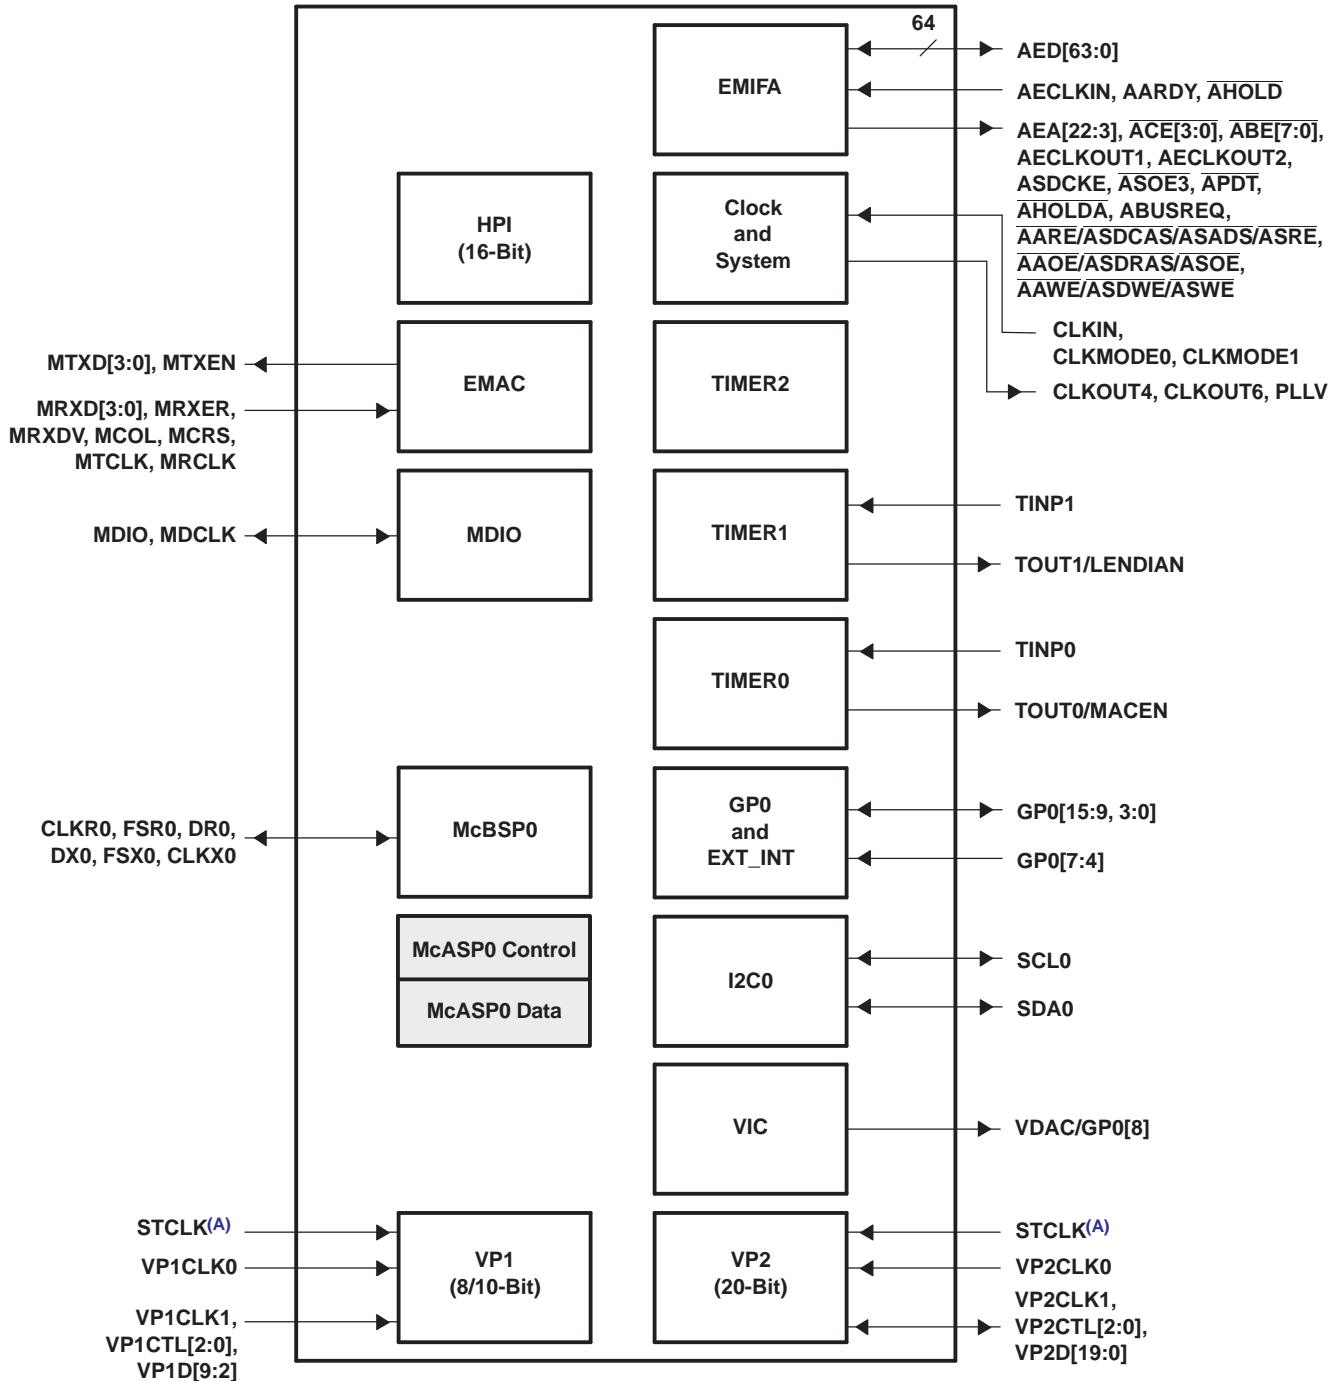 64
EMIFA
AED[63:0]
AECLKIN, AARDY, AHOLD
AEA[22:3], ACE[3:0], ABE[7:0],
AECLKOUT1, AECLKOUT2,
ASDCKE, ASOE3, APDT,
AHOLDA, ABUSREQ,
AARE/ASDCAS/ASADS/ASRE,
AAOE/ASDRAS/ASOE,
AAWE/ASDWE/ASWE
HPI
(16-Bit)
Clock
and
System
CLKIN,
CLKMODE0, CLKMODE1
CLKOUT4, CLKOUT6, PLLV
MTXD[3:0], MTXEN
MRXD[3:0], MRXER,
MRXDV, MCOL, MCRS,
MTCLK, MRCLK
EMAC
TIMER2
MDIO, MDCLK
MDIO
TIMER1
TINP1
TOUT1/LENDIAN
TIMER0
TINP0
TOUT0/MACEN
CLKR0, FSR0, DR0,
DX0, FSX0, CLKX0
McBSP0
GP0
and
EXT_INT
GP0[15:9, 3:0]
GP0[7:4]
McASP0 Control
McASP0 Data
I2C0
SCL0
SDA0
VIC
VDAC/GP0[8]
STCLK(A)
VP1CLK0
VP1CLK1,
VP1CTL[2:0],
VP1D[9:2]
VP1
(8/10-Bit)
VP2
(20-Bit)
STCLK(A)
VP2CLK0
VP2CLK1,
VP2CTL[2:0],
VP2D[19:0]